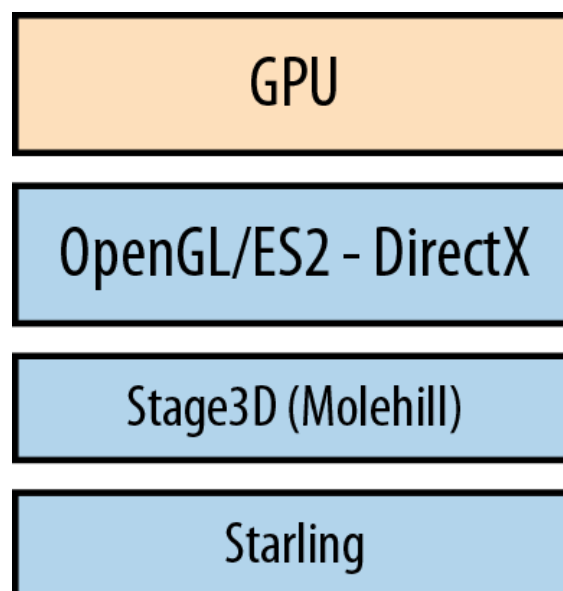 GPU
OpenGL/ES2 - DirectX
Stage3D (Molehill)
Starling